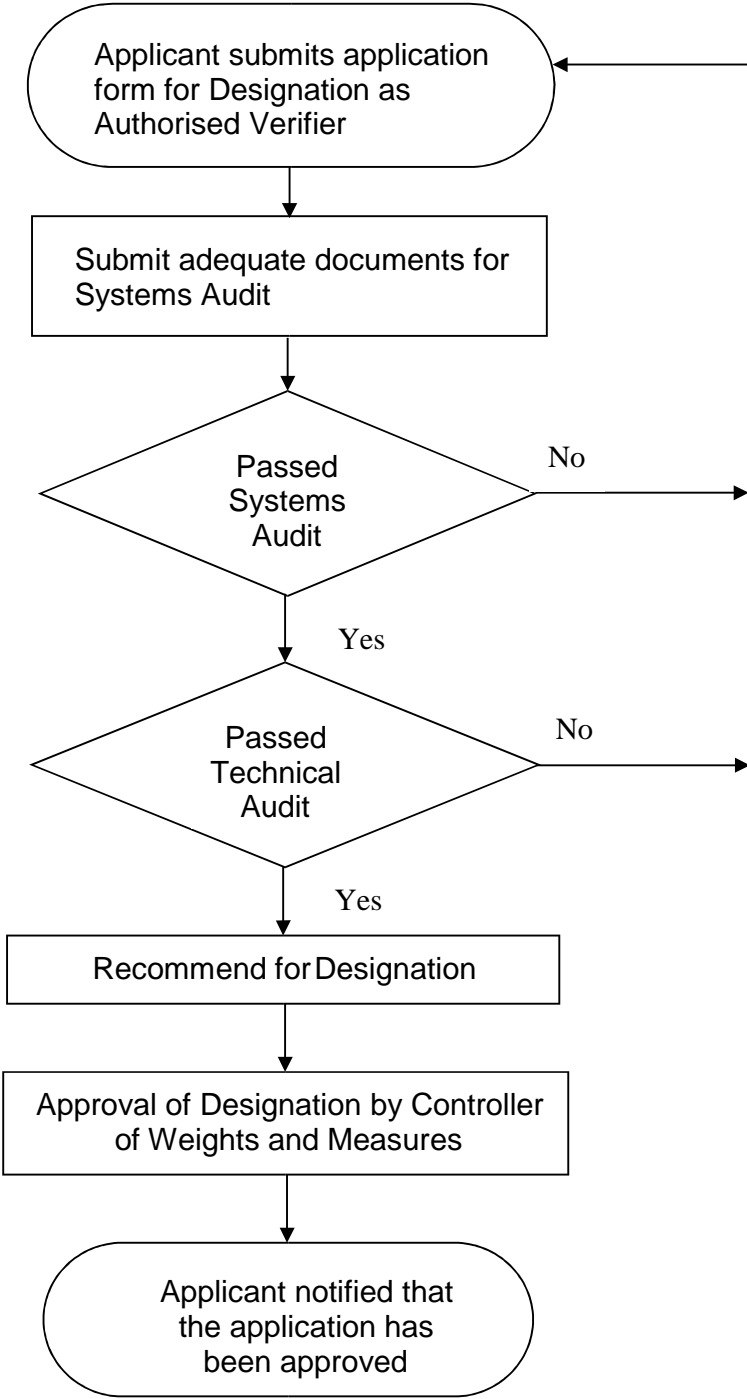 Applicant submits application
form for Designation as
Authorised Verifier
Submit adequate documents for
Systems Audit
Passed
Systems
Audit
No
Yes
Passed
Technical
Audit
No
Yes
Recommend for Designation
Approval of Designation by Controller
of Weights and Measures
Applicant notified that
the application has
been approved